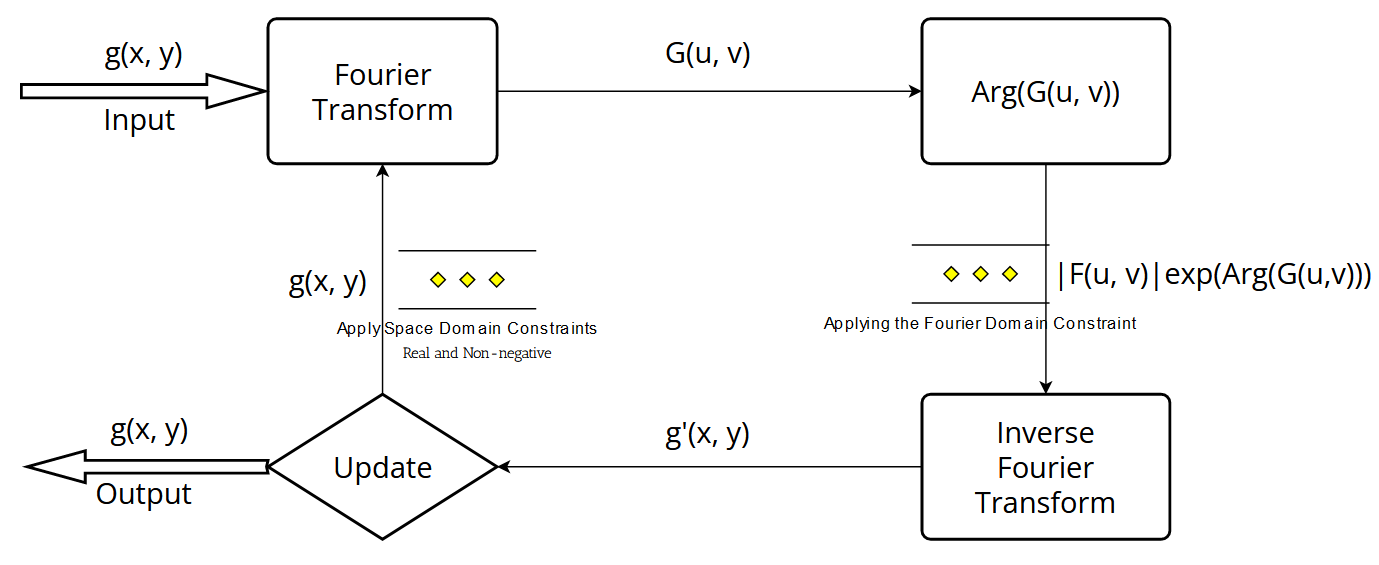 g(x, y)
Input
Fourier
Transform
G(u, v)
Arg(G(u, v))
g(x, y)
Apply Space Domain Constraints
Real and Non-negative
|F(u, v)|exp(Arg(G(u,v)))
Applying the Fourier Domain Constraint
g(x, y)
Output
Update
g'(x, y)
Inverse
Fourier
Transform